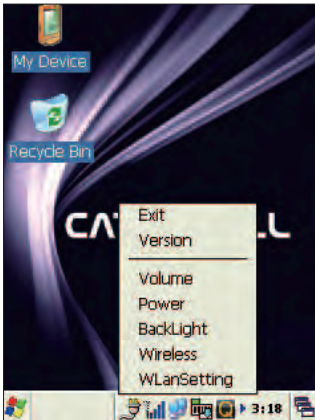 My Device
Recycle Bin
Exit
Version
Volume
Power
BackLight
Wireless
WLanSetting
3:18